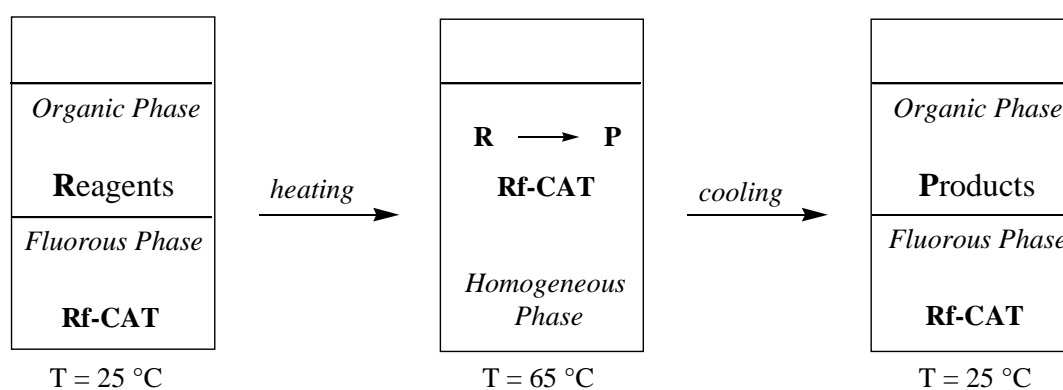 Organic Phase
Reagents
Fluorous Phase
Rf-CAT
T = 25 °C
heating
R P
Rf-CAT
Homogeneous
Phase
T = 65 °C
cooling
Organic Phase
Products
Fluorous Phase
Rf-CAT
T = 25 °C